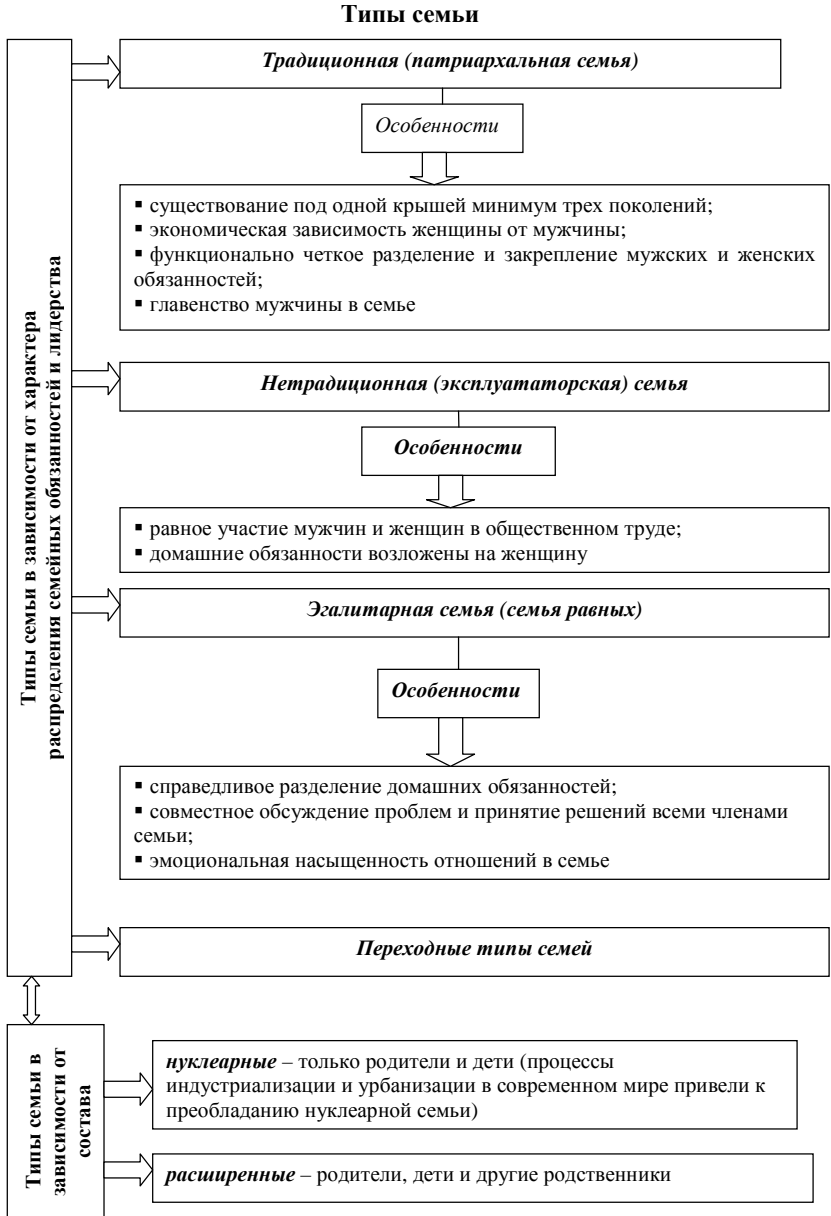 Типы семьи
Типы семьи в зависимости от характера
распределения семейных обязанностей и лидерства
Традиционная (патриархальная семья)
Особенности
▪ существование под одной крышей минимум трех поколений;
▪ экономическая зависимость женщины от мужчины;
▪ функционально четкое разделение и закрепление мужских и женских
обязанностей;
▪ главенство мужчины в семье
Нетрадиционная (эксплуататорская) семья
Особенности
▪ равное участие мужчин и женщин в общественном труде;
▪ домашние обязанности возложены на женщину
Эгалитарная семья (семья равных)
Особенности
▪ справедливое разделение домашних обязанностей;
▪ совместное обсуждение проблем и принятие решений всеми членами
семьи;
▪ эмоциональная насыщенность отношений в семье
Переходные типы семей
Типы семьи в
зависимости от
состава
нуклеарные – только родители и дети (процессы
индустриализации и урбанизации в современном мире привели к
преобладанию нуклеарной семьи)
расширенные – родители, дети и другие родственники